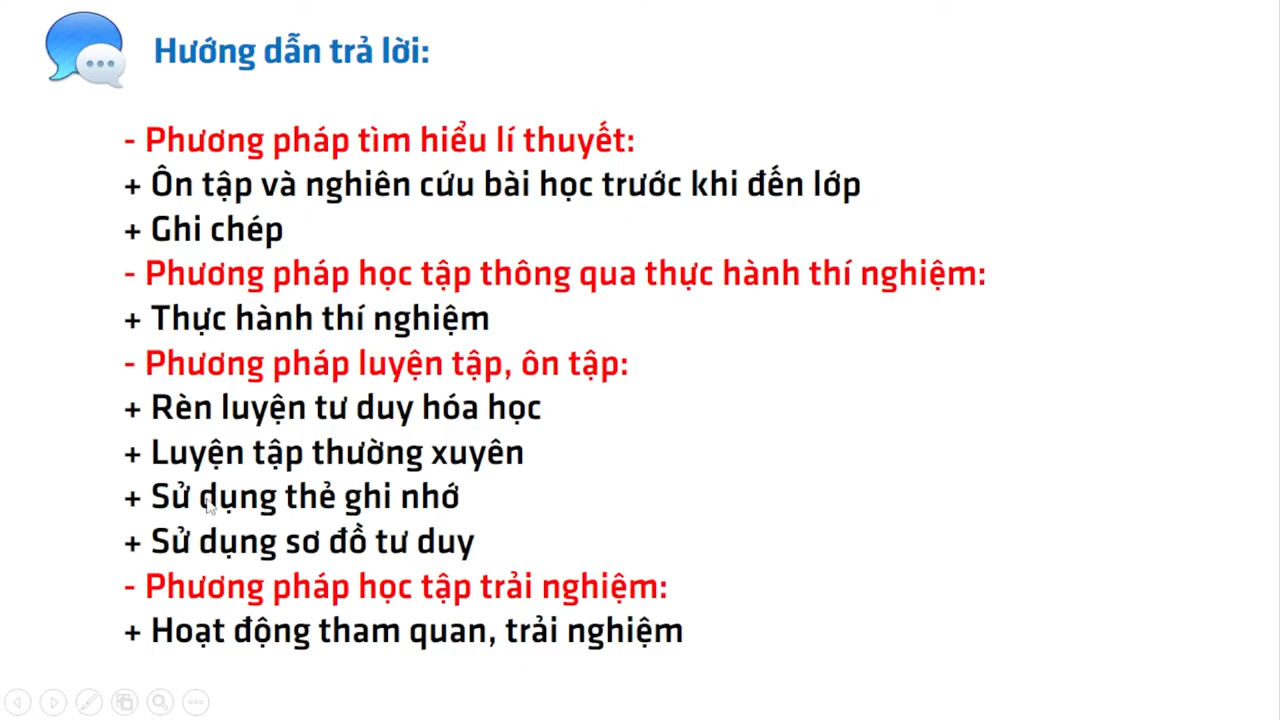 Hướng dẫn trả lời:
- Phương pháp tìm hiểu lí thuyết:
+ Ôn tập và nghiên cứu bài học trước khi đến lớp
+ Ghi chép
- Phương pháp học tập thông qua thực hành thí nghiệm:
+ Thực hành thí nghiệm
- Phương pháp luyện tập, ôn tập:
+ Rèn luyện tư duy hóa học
+ Luyện tập thường xuyên
+ Sử dụng thẻ ghi nhớ
+ Sử dụng sơ đồ tư duy
- Phương pháp học tập trải nghiệm:
+ Hoạt động tham quan, trải nghiệm